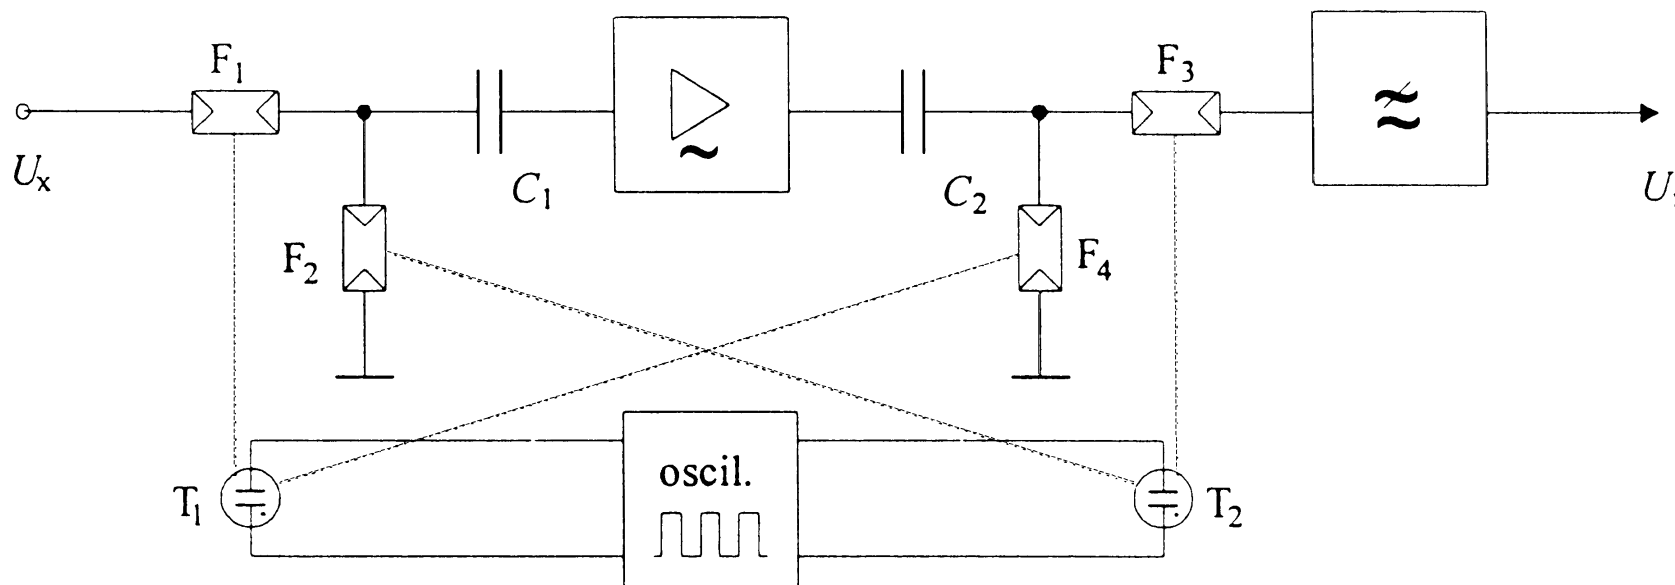 F₁
F₃
Uₓ
C₁
C₂
F₂
F₄
T₁
oscil.
T₂